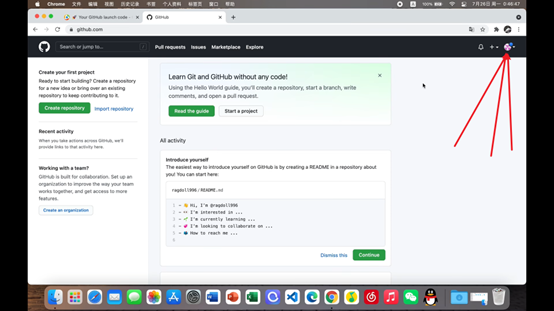 Chrome 文件 编辑 视图 历史记录 书签 个人资料 标签页 窗口 帮助
100%
7月26日 周一 0:46:47
Your GitHub launch code
GitHub
github.com
Search or jump to...
Pull requests Issues Marketplace Explore
Create your first project
Ready to start building? Create a repository
for a new idea or bring over an existing
repository to keep contributing to it.
Create repository Import repository
Recent activity
When you take actions across GitHub, we'll
provide links to that activity here.
Working with a team?
GitHub is built for collaboration. Set up an
organization to improve the way your team
works together, and get access to more
features.
Create an organization
Learn Git and GitHub without any code!
Using the Hello World guide, you'll create a repository, start a branch, write
comments, and open a pull request.
Read the guide Start a project
All activity
Introduce yourself
The easiest way to introduce yourself on GitHub is by creating a README in a repository about
you! You can start here:
ragdoll996/README.md
1 - 👋 Hi, I'm @ragdoll996
2 - 👀 I'm interested in ...
3 - 🌱 I'm currently learning ...
4 - 💞️ I'm looking to collaborate on ...
5 - 📫 How to reach me ...
6
Dismiss this Continue